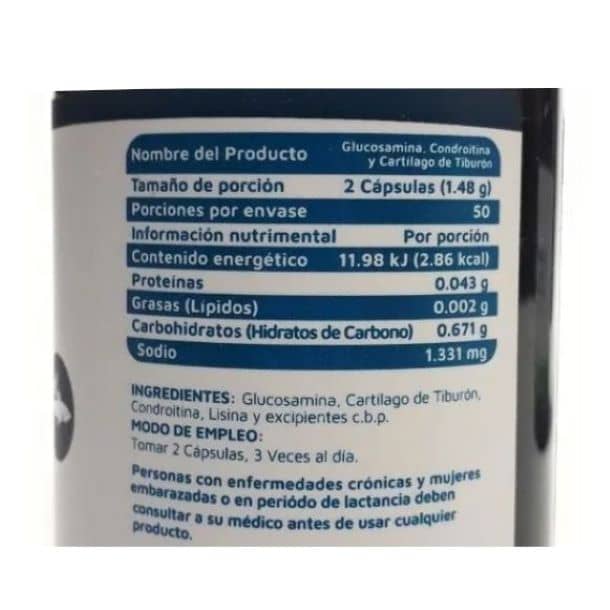 Nombre del Producto Glucosamina, Condroitina y Cartilago de Tiburón
Tamaño de porción 2 Cápsulas (1.48 g)
Porciones por envase 50
Información nutrimental Por porción
Contenido energético 11.98 kJ (2.86 kcal)
Proteínas 0.043 g
Grasas (Lípidos) 0.002 g
Carbohidratos (Hidratos de Carbono) 0.671 g
Sodio 1.331 mg
INGREDIENTES: Glucosamina, Cartilago de Tiburón,
Condroitina, Lisina y excipientes c.b.p.
MODO DE EMPLEO:
Tomar 2 Cápsulas, 3 Veces al día.
Personas con enfermedades crónicas y mujeres
embarazadas o en periódo de lactancia deben
consultar a su médico antes de usar cualquier
producto.